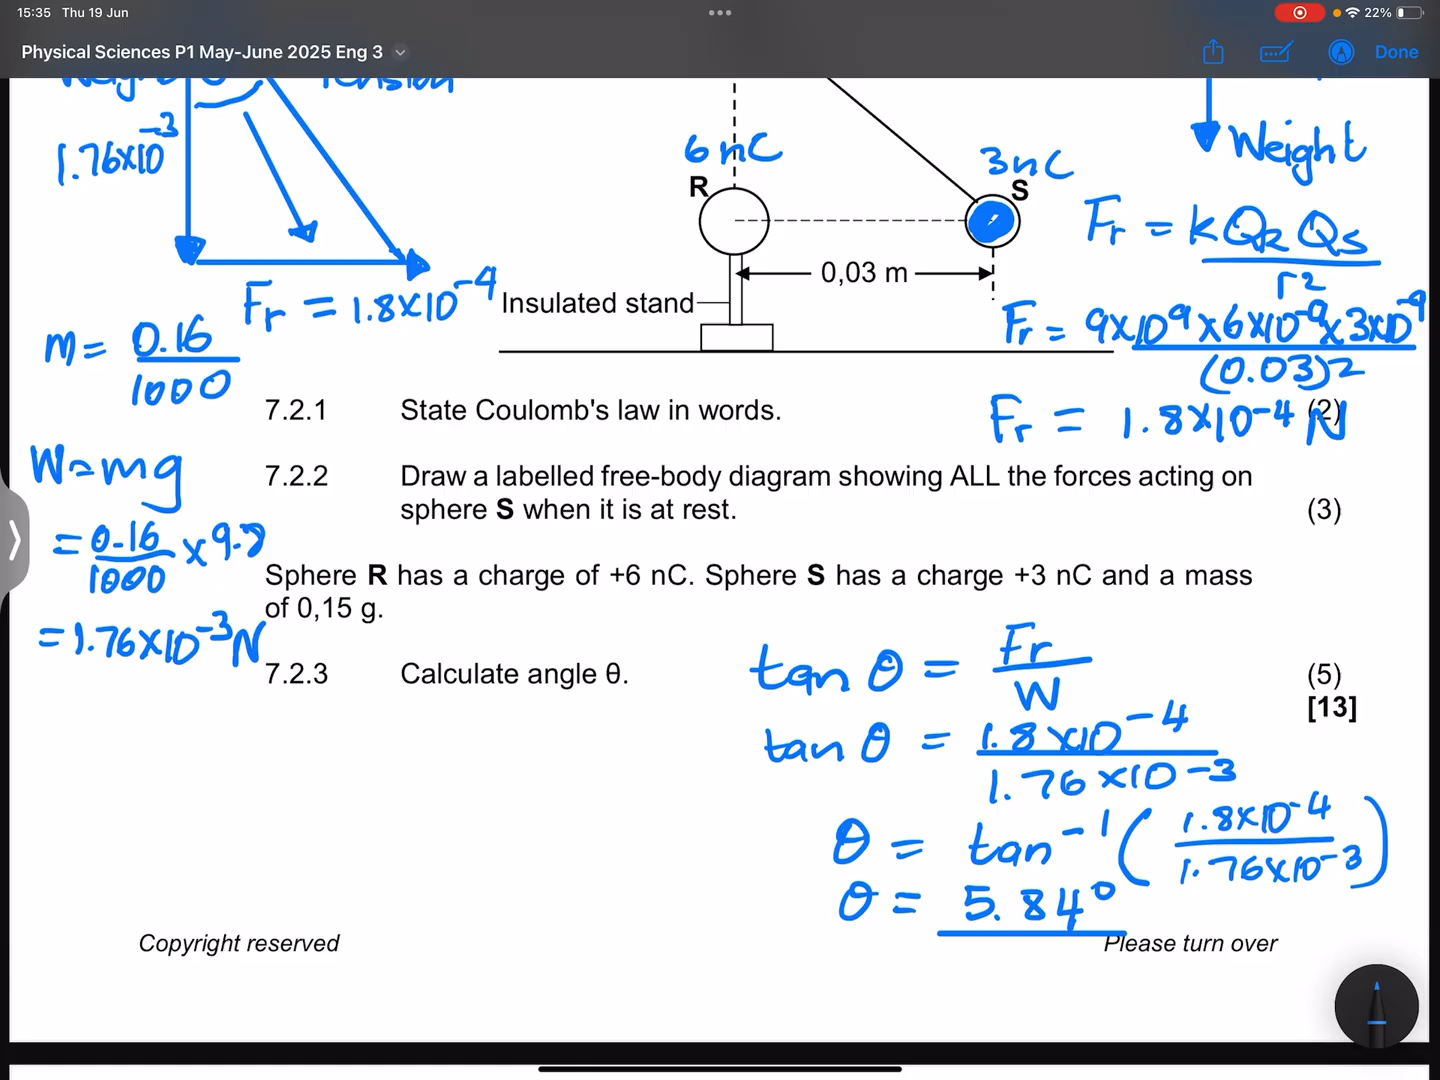 15:35 Thu 19 Jun
22%
Physical Sciences P1 May-June 2025 Eng 3
Done
Tension
1.76x10-3
Fr = 1.8x10-4
m = 0.16
1000
W = mg
= 0.16 x 9.8
1000
= 1.76x10-3 N
6nC
R
3nC
S
0,03 m
Insulated stand
Weight
Fr = kQR QS
r2
Fr = 9x10 9 x 6x10-9 x 3x10-9
(0.03)2
Fr = 1.8x10-4 N
7.2.1 State Coulomb's law in words. (2)
7.2.2 Draw a labelled free-body diagram showing ALL the forces acting on
sphere S when it is at rest. (3)
Sphere R has a charge of +6 nC. Sphere S has a charge +3 nC and a mass
of 0,15 g.
7.2.3 Calculate angle θ. (5)
[13]
tan θ = Fr
W
tan θ = 1.8x10-4
1.76x10-3
θ = tan-1 ( 1.8x10-4
1.76x10-3 )
θ = 5.84°
Copyright reserved
Please turn over